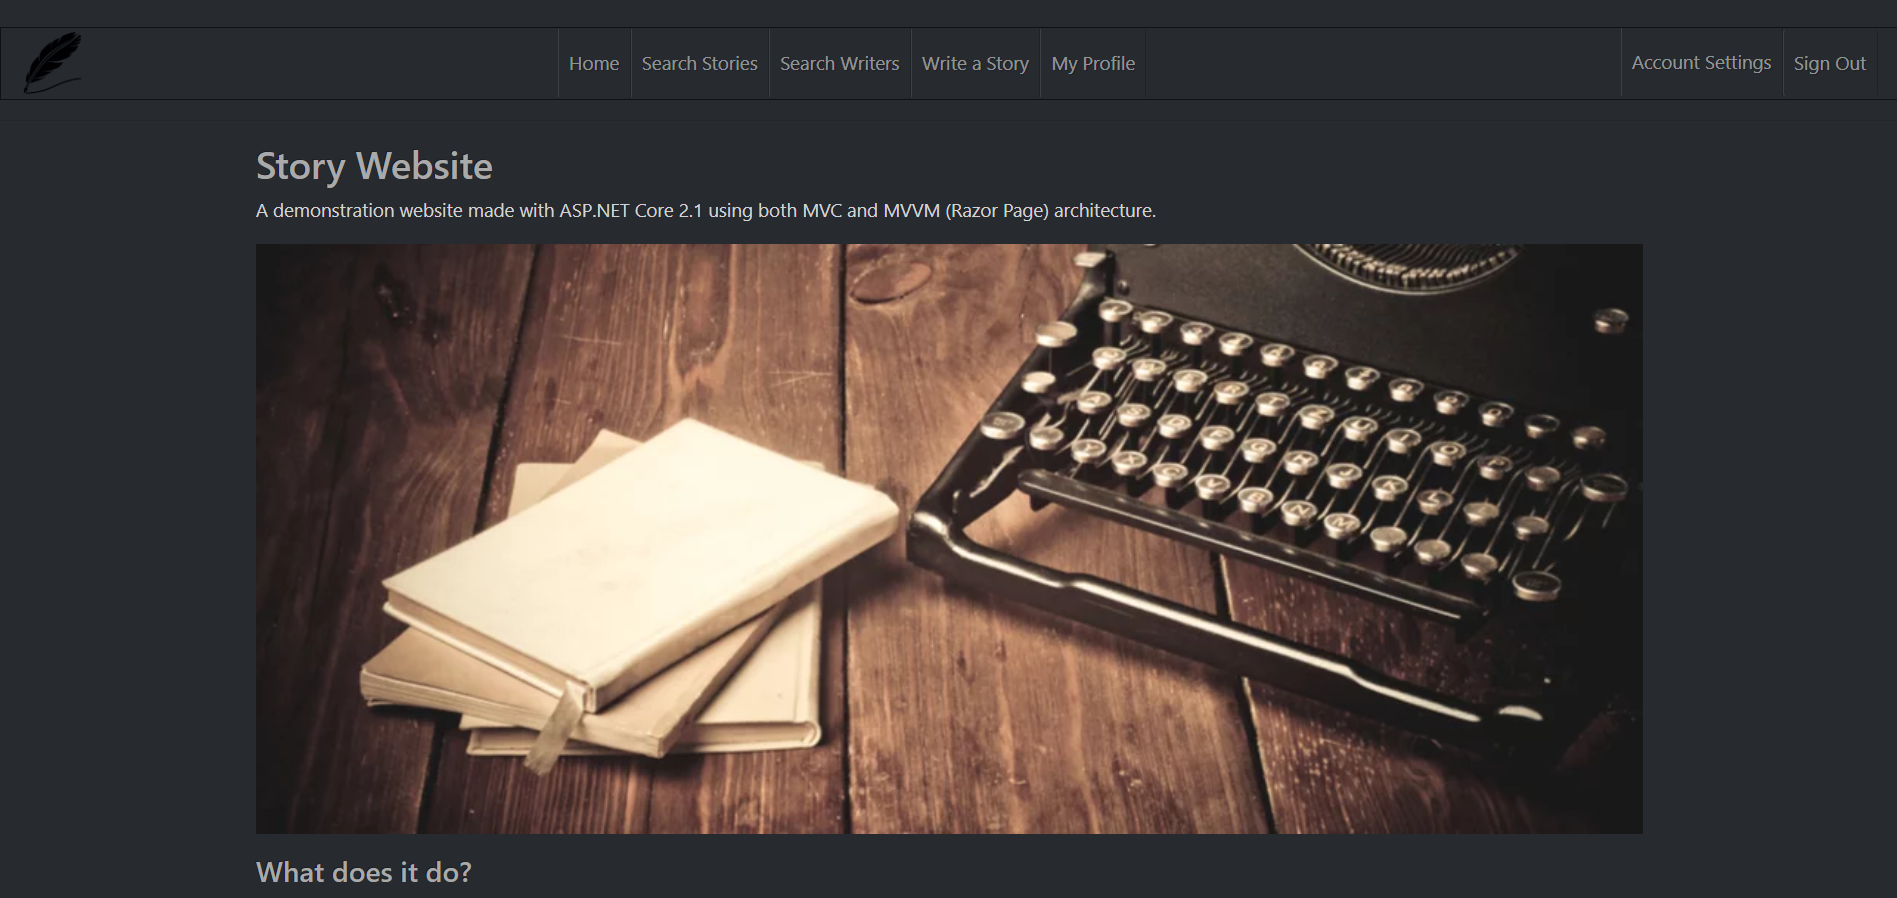 Home Search Stories Search Writers Write a Story My Profile Account Settings Sign Out
Story Website
A demonstration website made with ASP.NET Core 2.1 using both MVC and MVVM (Razor Page) architecture.
What does it do?